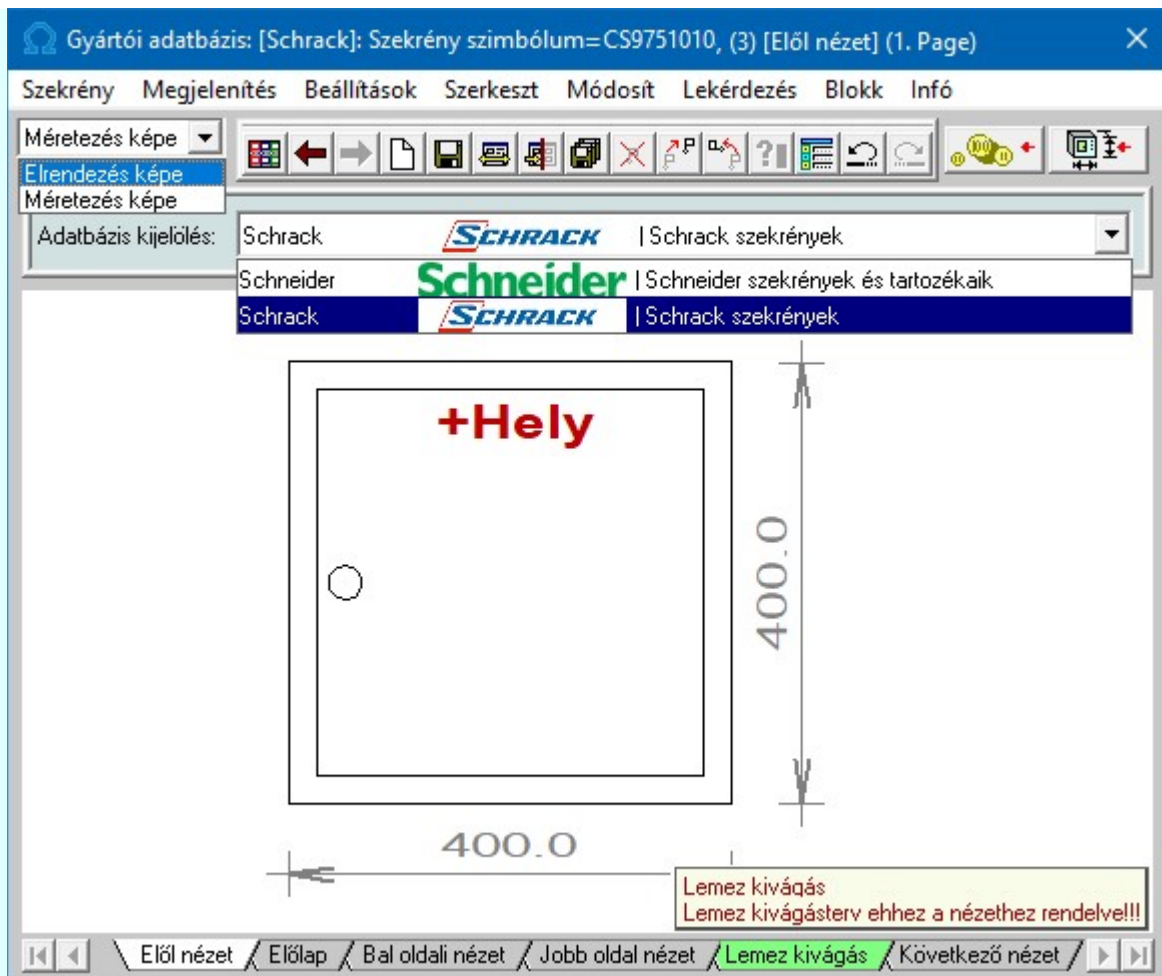 Gyártói adatbázis: [Schrack]: Szekrény szimbólum=CS9751010, (3) [Elől nézet] (1. Page)
Szekrény Megjelenítés Beállítások Szerkeszt Módosít Lekérdezés Blokk Infó
Méretezés képe
Elrendezés képe
Méretezés képe
Adatbázis kijelölés: Schrack SCHRACK | Schrack szekrények
Schneider Schneider | Schneider szekrények és tartozékaik
Schrack SCHRACK | Schrack szekrények
+Hely
400.0
400.0
Lemez kivágás
Lemez kivágásterv ehhez a nézethez rendelve!!!
Elől nézet Előlap Bal oldali nézet Jobb oldal nézet Lemez kivágás Következő nézet